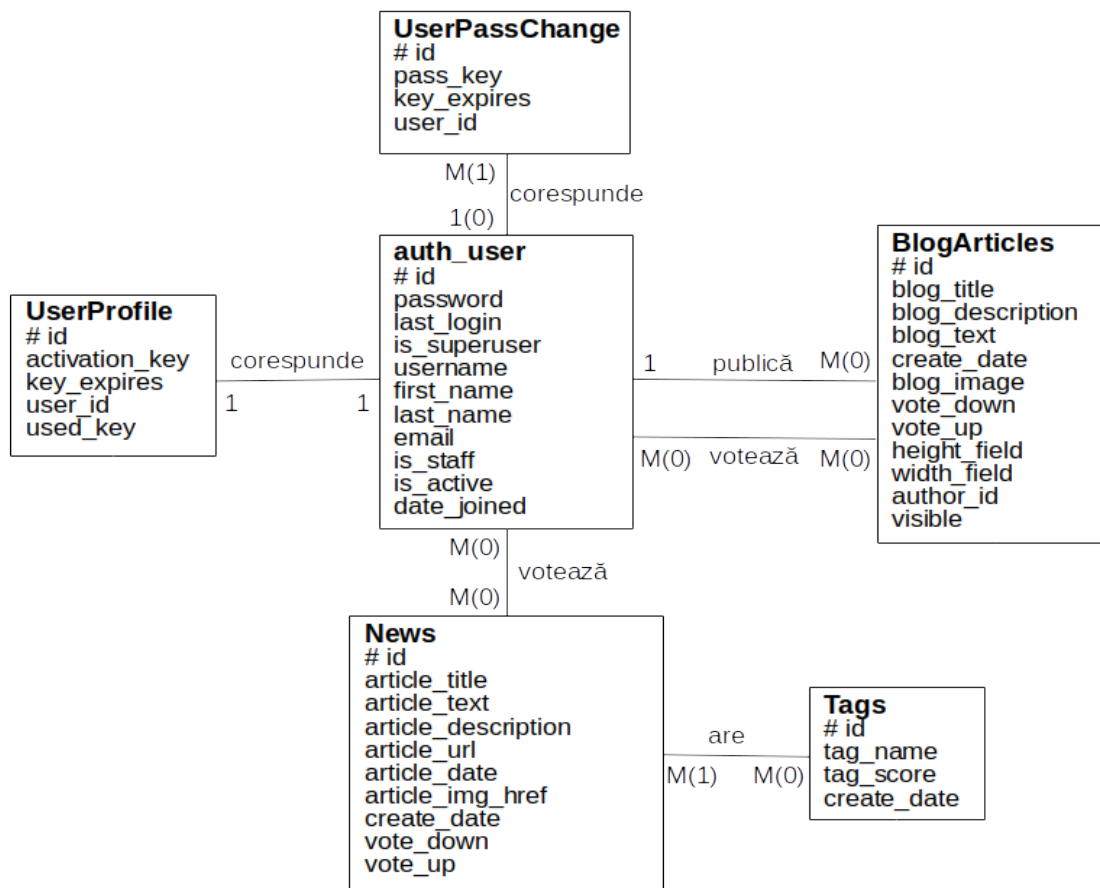 UserPassChange
# id
pass_key
key_expires
user_id
M(1)
corespunde
1(0)
auth_user
# id
password
last_login
is_superuser
username
first_name
last_name
email
is_staff
is_active
date_joined
UserProfile
# id
activation_key
key_expires
user_id
used_key
corespunde
1
1
BlogArticles
# id
blog_title
blog_description
blog_text
create_date
blog_image
vote_down
vote_up
height_field
width_field
author_id
visible
1
publică
M(0)
M(0)
votează
M(0)
M(0)
votează
M(0)
News
# id
article_title
article_text
article_description
article_url
article_date
article_img_href
create_date
vote_down
vote_up
are
M(1)
M(0)
Tags
# id
tag_name
tag_score
create_date